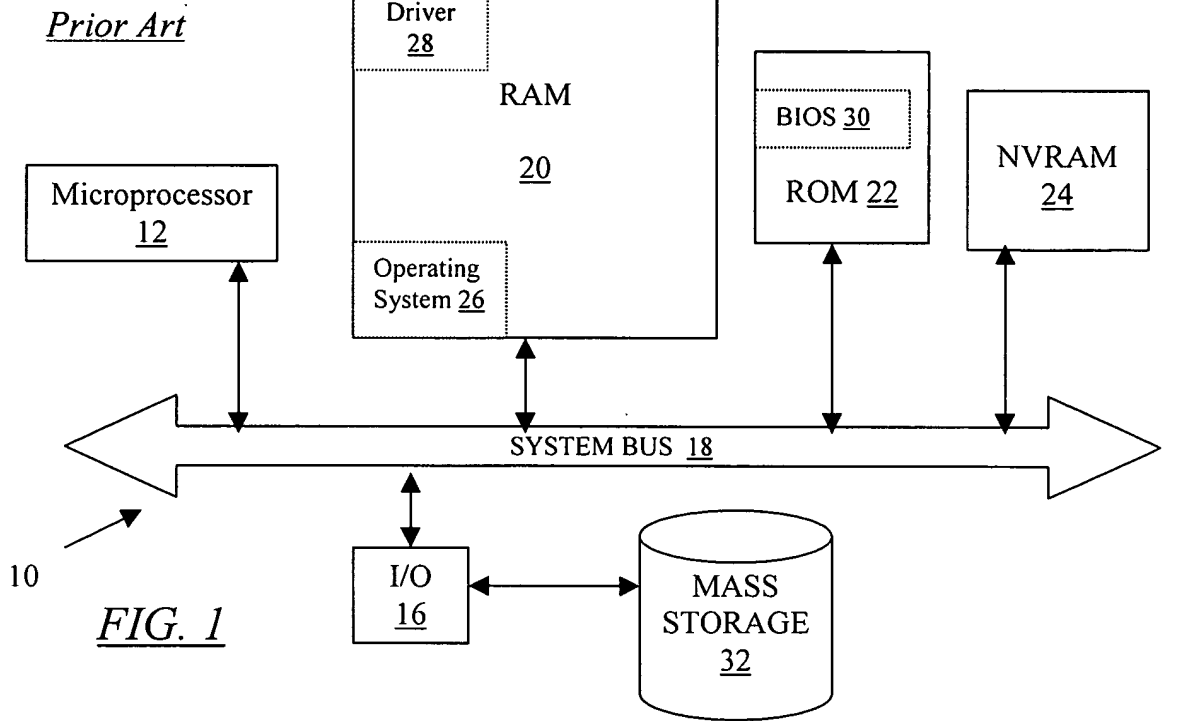 Prior Art
Driver
28
RAM
20
BIOS 30
ROM 22
NVRAM
24
Microprocessor
12
Operating
System 26
SYSTEM BUS 18
10
I/O
16
MASS
STORAGE
32
FIG. 1